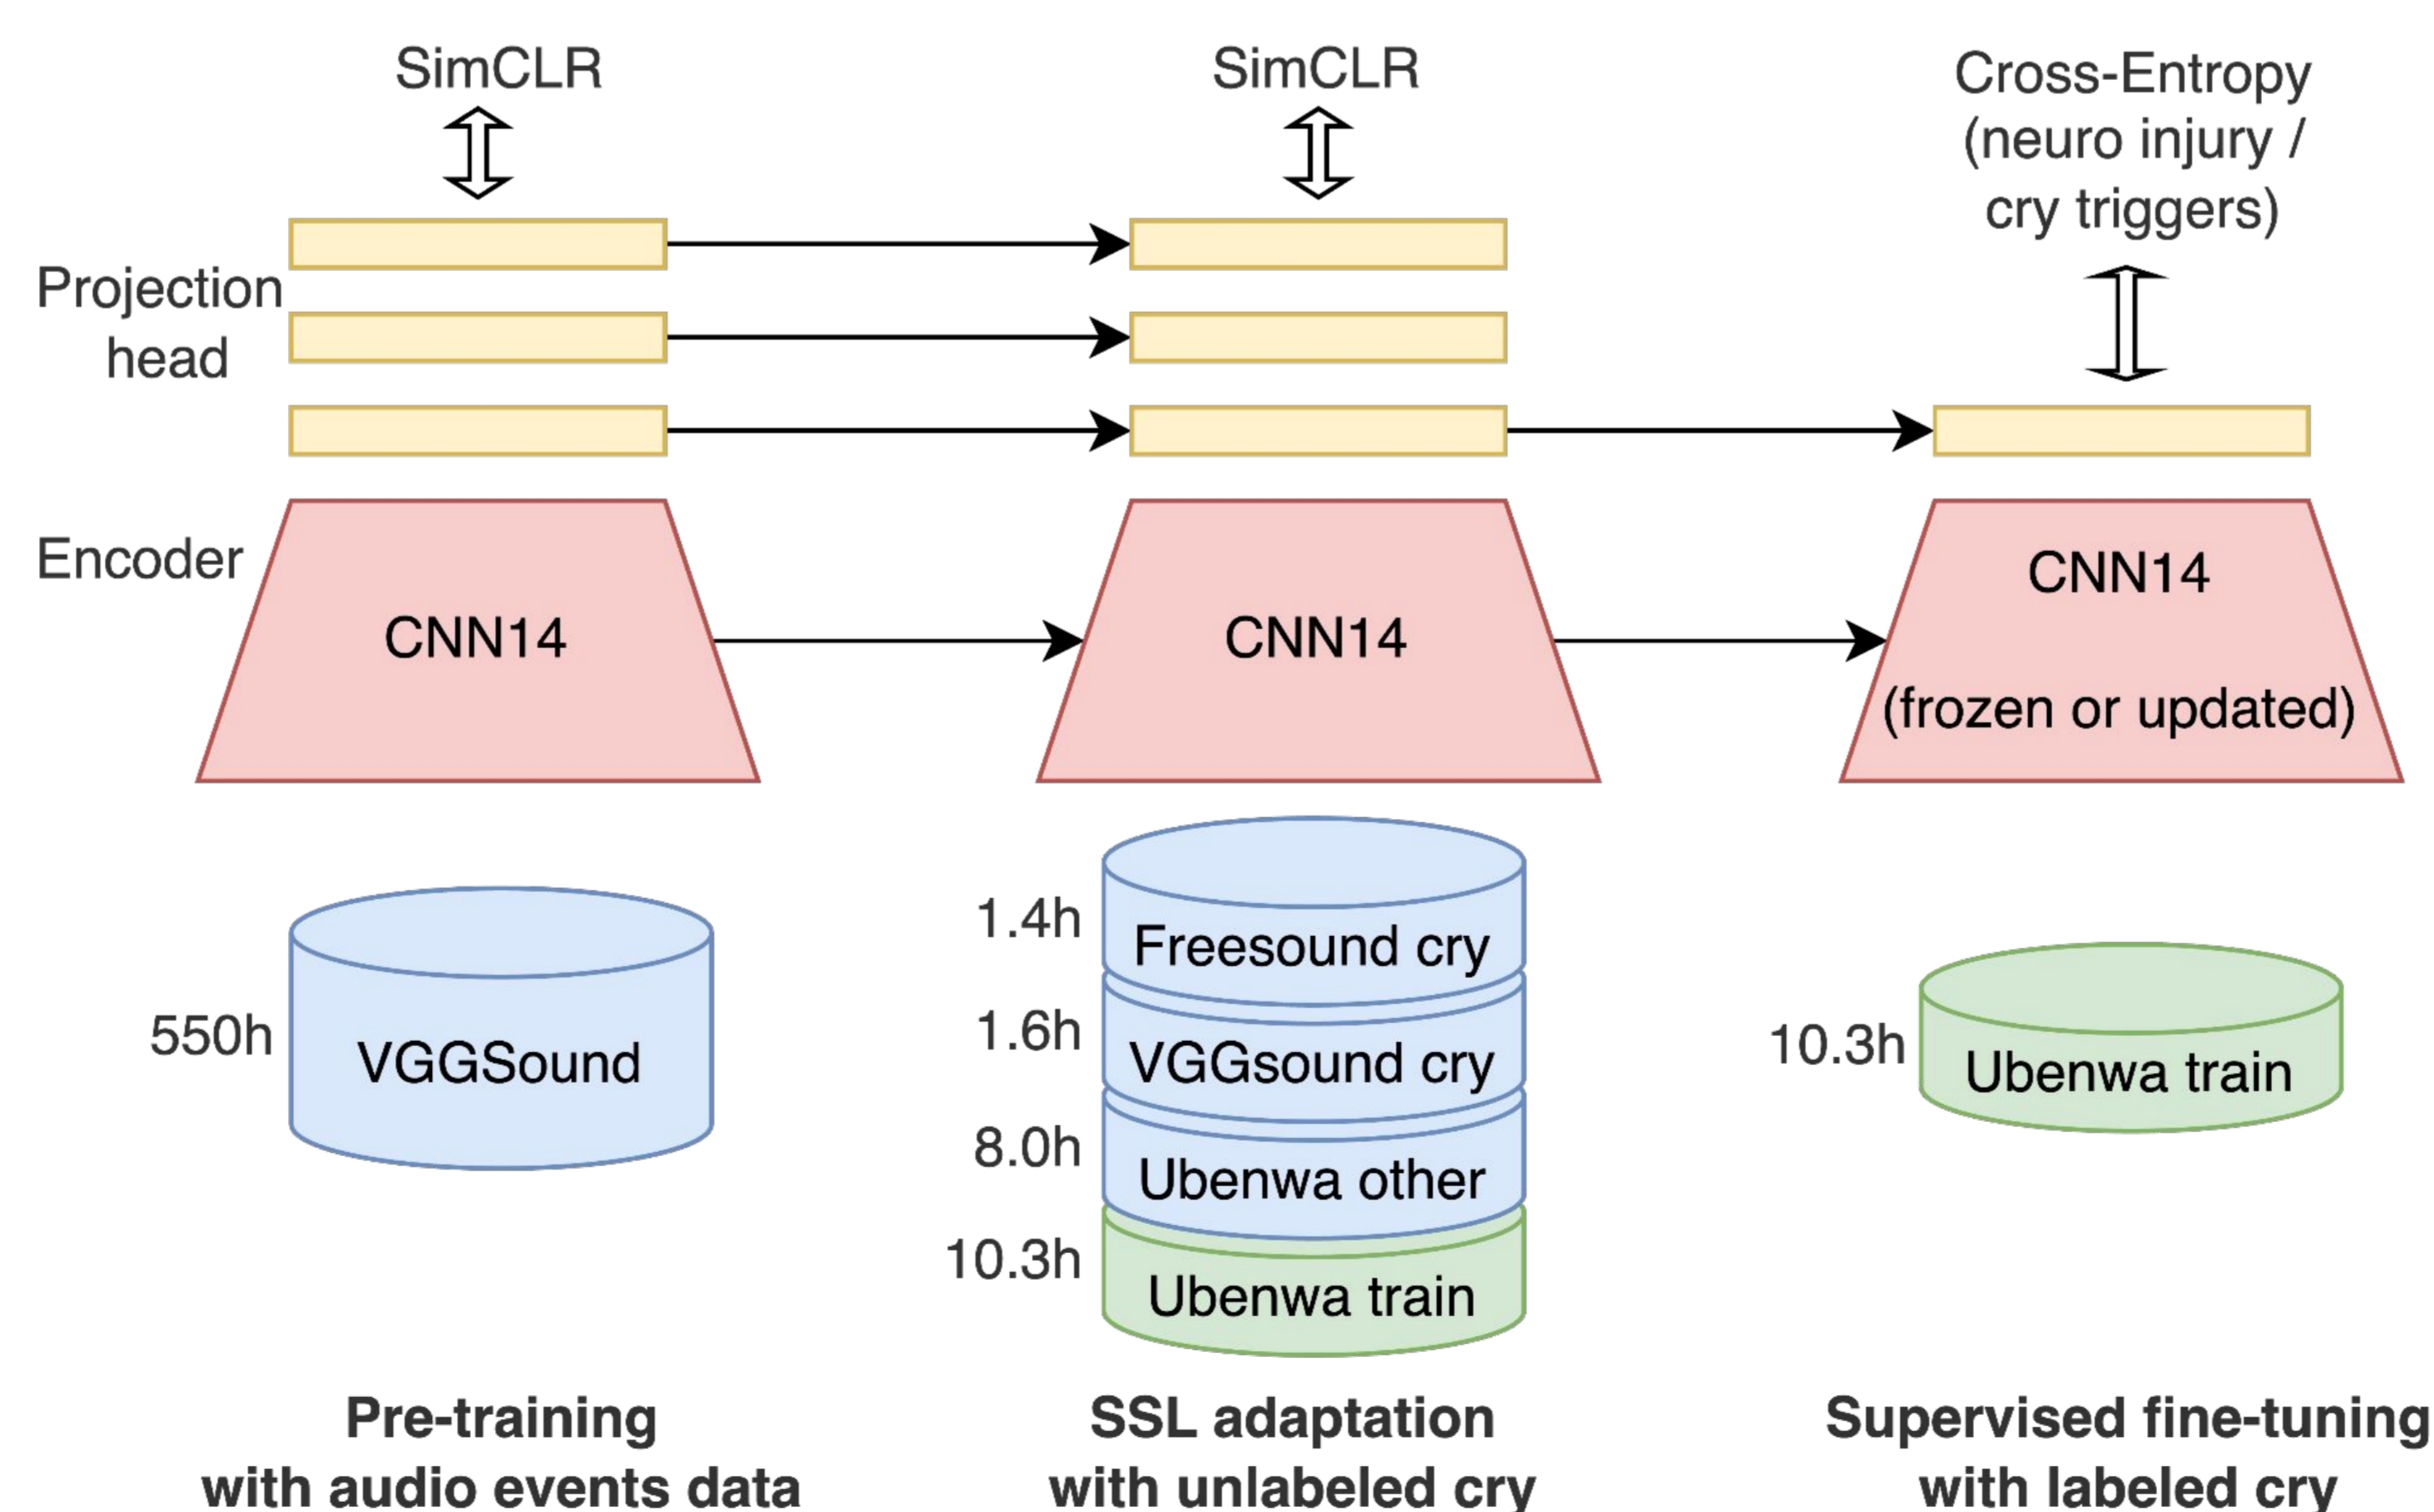 SimCLR
SimCLR
Cross-Entropy
(neuro injury /
cry triggers)
Projection
head
Encoder
CNN14
CNN14
CNN14
(frozen or updated)
550h
VGGSound
1.4h
Freesound cry
1.6h
VGGsound cry
8.0h
Ubenwa other
10.3h
Ubenwa train
10.3h
Ubenwa train
Pre-training
with audio events data
SSL adaptation
with unlabeled cry
Supervised fine-tuning
with labeled cry